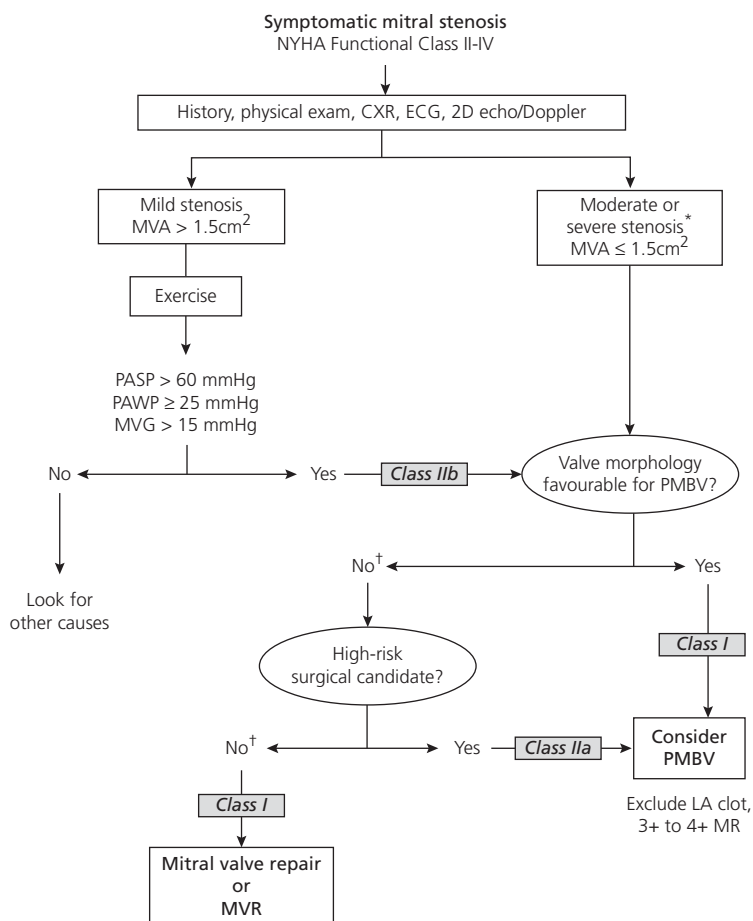 Symptomatic mitral stenosis
NYHA Functional Class II-IV
History, physical exam, CXR, ECG, 2D echo/Doppler
Mild stenosis
MVA > 1.5cm²
Moderate or
severe stenosis*
MVA ≤ 1.5cm²
Exercise
PASP > 60 mmHg
PAWP ≥ 25 mmHg
MVG > 15 mmHg
No
Yes
Class IIb
Valve morphology
favourable for PMBV?
Look for
other causes
No†
Yes
Class I
High-risk
surgical candidate?
No†
Yes
Class IIa
Consider
PMBV
Exclude LA clot,
3+ to 4+ MR
Class I
Mitral valve repair
or
MVR